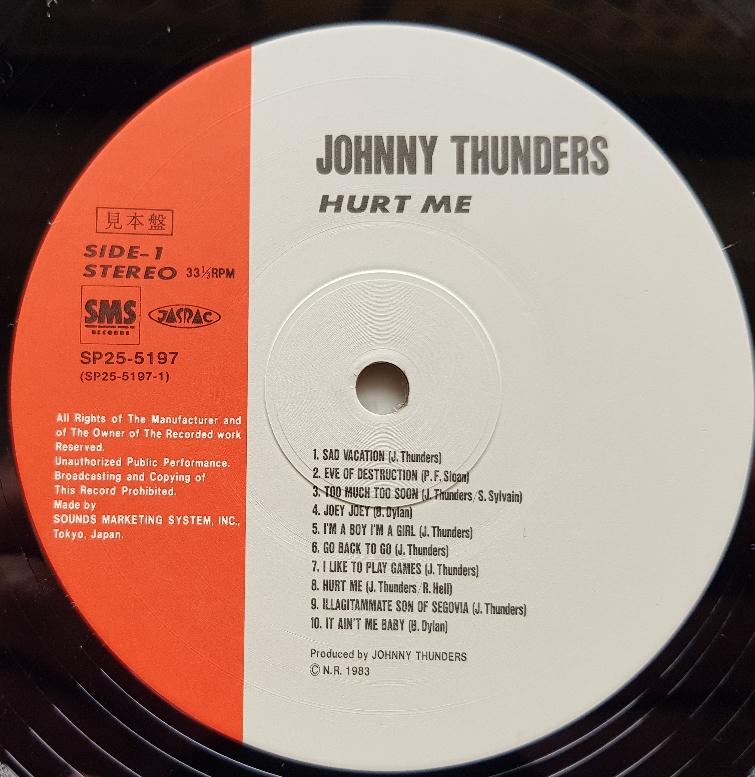 JOHNNY THUNDERS
HURT ME
見本盤
SIDE-1
STEREO 33⅓RPM
SMS
RECORDS
JASRAC
SP25-5197
(SP25-5197-1)
All Rights of The Manufacturer and
of The Owner of The Recorded work
Reserved.
Unauthorized Public Performance.
Broadcasting and Copying of
This Record Prohibited.
Made by
SOUNDS MARKETING SYSTEM, INC.,
Tokyo, Japan.
1. SAD VACATION (J. Thunders)
2. EVE OF DESTRUCTION (P. F. Sloan)
3. TOO MUCH TOO SOON (J. Thunders/S. Sylvain)
4. JOEY JOEY (B. Dylan)
5. I'M A BOY I'M A GIRL (J. Thunders)
6. GO BACK TO GO (J. Thunders)
7. I LIKE TO PLAY GAMES (J. Thunders)
8. HURT ME (J. Thunders/R. Hell)
9. ILLAGITAMMATE SON OF SEGOVIA (J. Thunders)
10. IT AIN'T ME BABY (B. Dylan)
Produced by JOHNNY THUNDERS
© N.R. 1983